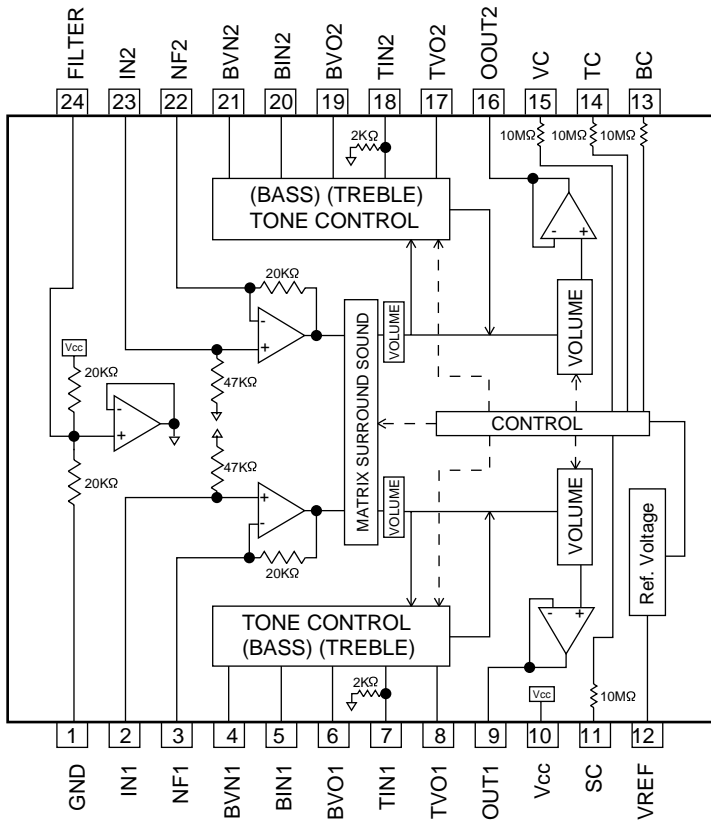 FILTER
IN2
NF2
BVN2
BIN2
BVO2
TIN2
TVO2
OOUT2
VC
TC
BC
24
23
22
21
20
19
18
17
16
15
14
13
2KΩ
10MΩ
10MΩ
10MΩ
(BASS) (TREBLE)
TONE CONTROL
- +
20KΩ
-
+
VOLUME
VOLUME
Vcc
20KΩ
47KΩ
MATRIX SURROUND SOUND
-
+
CONTROL
20KΩ
47KΩ
+
-
VOLUME
VOLUME
Ref. Voltage
20KΩ
TONE CONTROL
(BASS) (TREBLE)
- +
2KΩ
Vcc
10MΩ
1
2
3
4
5
6
7
8
9
10
11
12
GND
IN1
NF1
BVN1
BIN1
BVO1
TIN1
TVO1
OUT1
Vcc
SC
VREF